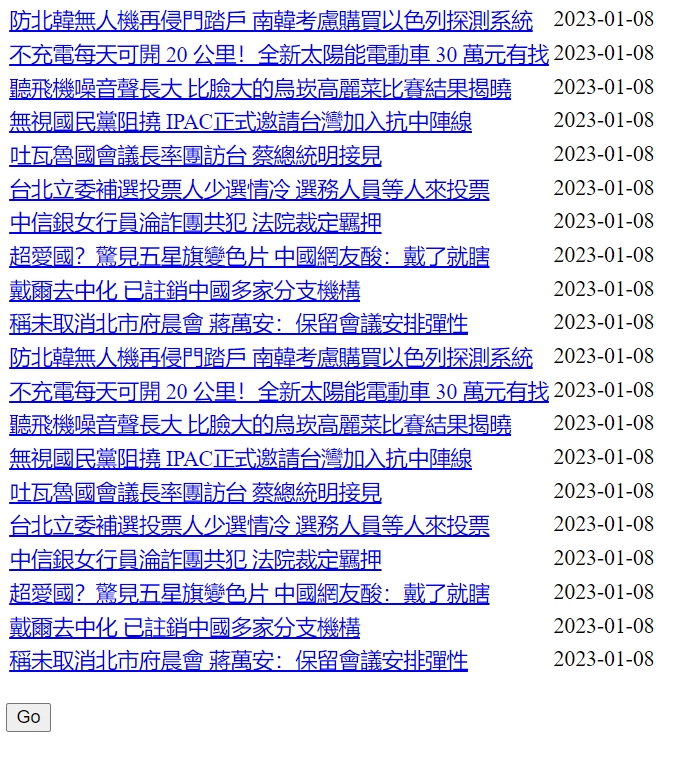 防北韓無人機再侵門踏戶 南韓考慮購買以色列探測系統 2023-01-08
不充電每天可開 20 公里！全新太陽能電動車 30 萬元有找 2023-01-08
聽飛機噪音聲長大 比臉大的烏崁高麗菜比賽結果揭曉 2023-01-08
無視國民黨阻撓 IPAC正式邀請台灣加入抗中陣線 2023-01-08
吐瓦魯國會議長率團訪台 蔡總統明接見 2023-01-08
台北立委補選投票人少選情冷 選務人員等人來投票 2023-01-08
中信銀女行員淪詐團共犯 法院裁定羈押 2023-01-08
超愛國？驚見五星旗變色片 中國網友酸：戴了就瞎 2023-01-08
戴爾去中化 已註銷中國多家分支機構 2023-01-08
稱未取消北市府晨會 蔣萬安：保留會議安排彈性 2023-01-08
防北韓無人機再侵門踏戶 南韓考慮購買以色列探測系統 2023-01-08
不充電每天可開 20 公里！全新太陽能電動車 30 萬元有找 2023-01-08
聽飛機噪音聲長大 比臉大的烏崁高麗菜比賽結果揭曉 2023-01-08
無視國民黨阻撓 IPAC正式邀請台灣加入抗中陣線 2023-01-08
吐瓦魯國會議長率團訪台 蔡總統明接見 2023-01-08
台北立委補選投票人少選情冷 選務人員等人來投票 2023-01-08
中信銀女行員淪詐團共犯 法院裁定羈押 2023-01-08
超愛國？驚見五星旗變色片 中國網友酸：戴了就瞎 2023-01-08
戴爾去中化 已註銷中國多家分支機構 2023-01-08
稱未取消北市府晨會 蔣萬安：保留會議安排彈性 2023-01-08
Go